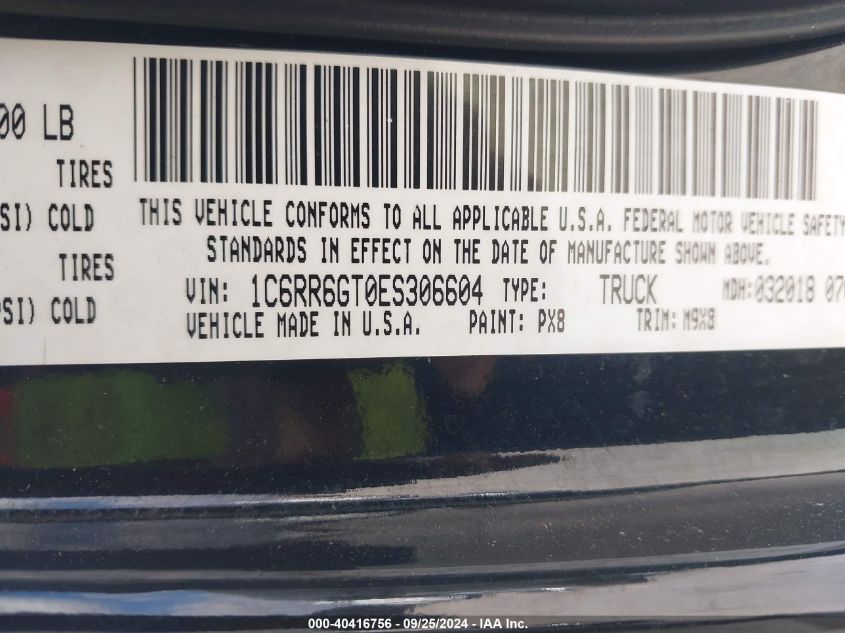 00 LB
TIRES
SI) COLD
THIS VEHICLE CONFORMS TO ALL APPLICABLE U.S.A. FEDERAL MOTOR VEHICLE SAFETY
STANDARDS IN EFFECT ON THE DATE OF MANUFACTURE SHOWN ABOVE.
TIRES
VIN: 1C6RR6GT0ES306604 TYPE: TRUCK MDH:032018 07
PSI) COLD
VEHICLE MADE IN U.S.A. PAINT: PX8 TRIM: M9X8
000-40416756 - 09/25/2024 - IAA Inc.